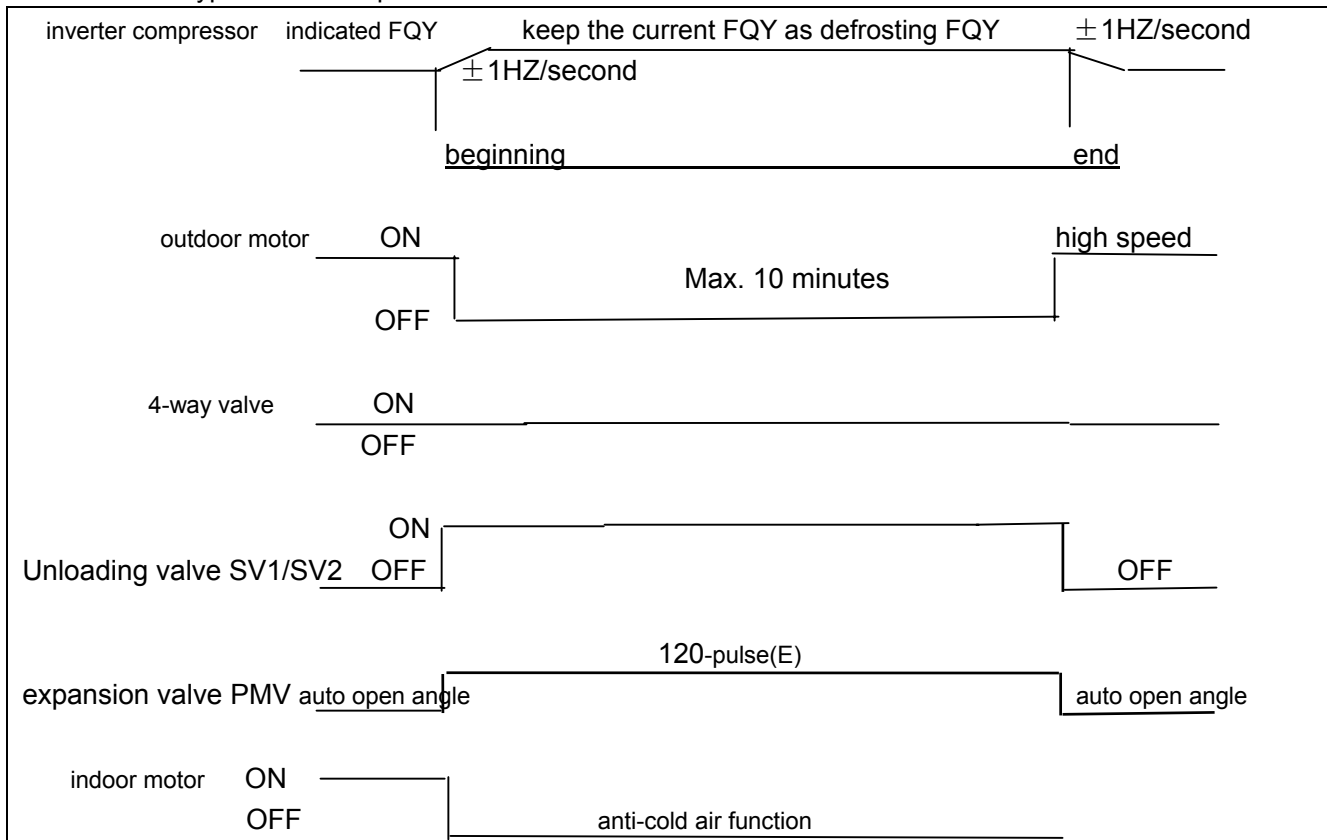 inverter compressor indicated FQY keep the current FQY as defrosting FQY ±1HZ/second
±1HZ/second
beginning end
outdoor motor ON high speed
Max. 10 minutes
OFF
4-way valve ON
OFF
ON
Unloading valve SV1/SV2 OFF OFF
120-pulse(E)
expansion valve PMV auto open angle auto open angle
indoor motor ON
OFF anti-cold air function